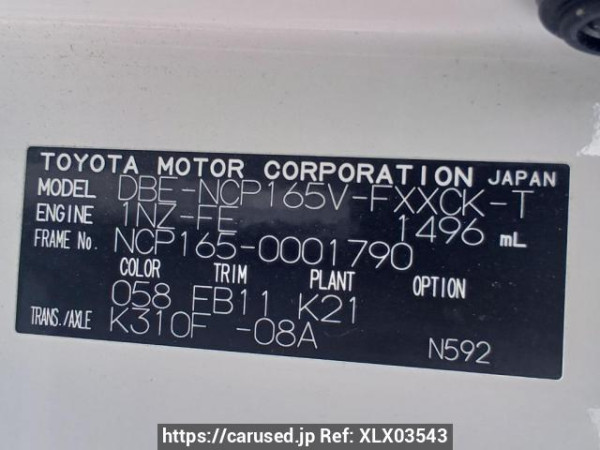 TOYOTA MOTOR CORPORATION JAPAN
MODEL DBE-NCP165V-FXXCK-T
ENGINE 1NZ-FE 1496 mL
FRAME No. NCP165-0001790
COLOR TRIM PLANT OPTION
058 FB11 K21
TRANS./AXLE K310F -08A N592
https://carused.jp Ref: XLX03543